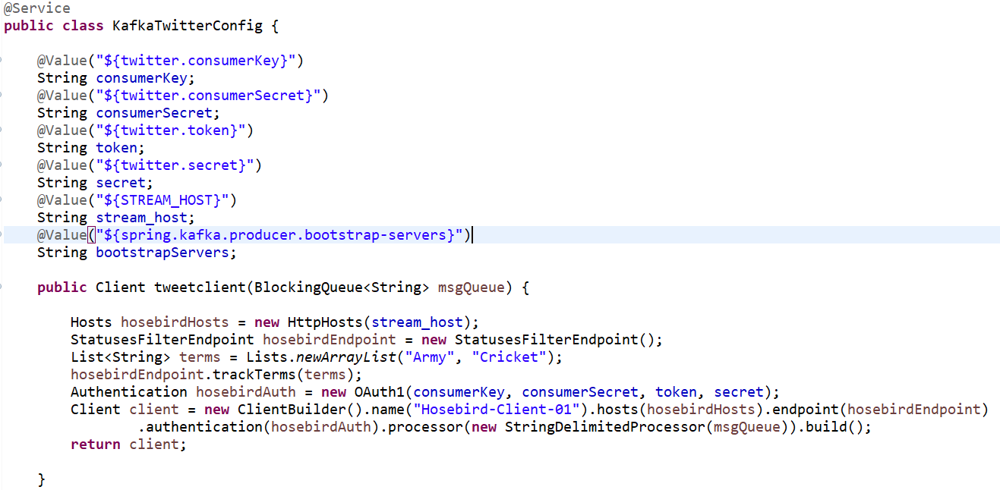 @Service
public class KafkaTwitterConfig {
@Value("${twitter.consumerKey}")
String consumerKey;
@Value("${twitter.consumerSecret}")
String consumerSecret;
@Value("${twitter.token}")
String token;
@Value("${twitter.secret}")
String secret;
@Value("${STREAM_HOST}")
String stream_host;
@Value("${spring.kafka.producer.bootstrap-servers}")
String bootstrapServers;
public Client tweetclient(BlockingQueue<String> msgQueue) {
Hosts hosebirdHosts = new HttpHosts(stream_host);
StatusesFilterEndpoint hosebirdEndpoint = new StatusesFilterEndpoint();
List<String> terms = Lists.newArrayList("Army", "Cricket");
hosebirdEndpoint.trackTerms(terms);
Authentication hosebirdAuth = new OAuth1(consumerKey, consumerSecret, token, secret);
Client client = new ClientBuilder().name("Hosebird-Client-01").hosts(hosebirdHosts).endpoint(hosebirdEndpoint)
.authentication(hosebirdAuth).processor(new StringDelimitedProcessor(msgQueue)).build();
return client;
}